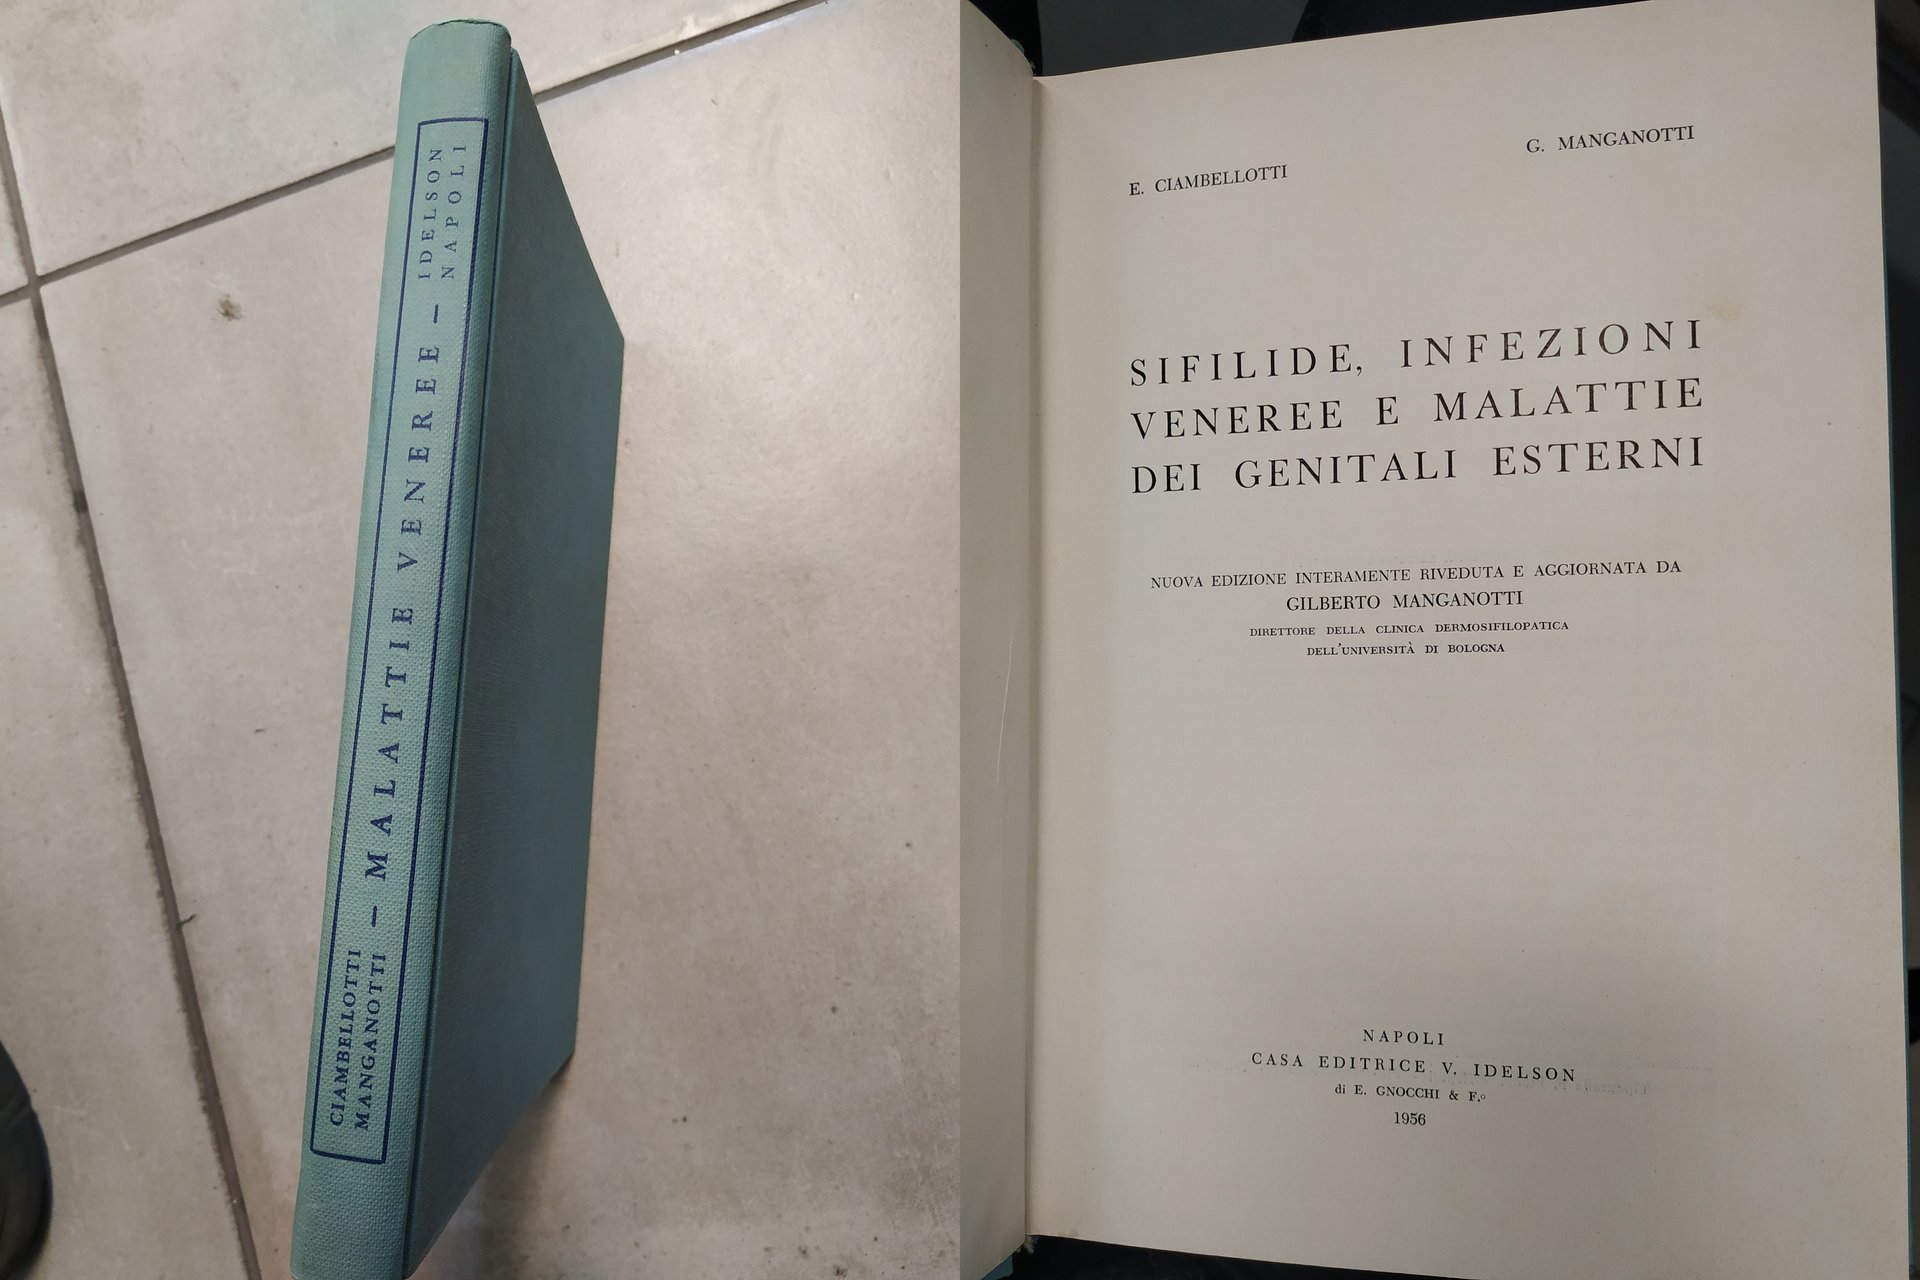 CIAMBELLOTTI
MANGANOTTI
— MALATTIE VENEREE —
IDELSON
NAPOLI
E. CIAMBELLOTTI
G. MANGANOTTI
SIFILIDE, INFEZIONI
VENEREE E MALATTIE
DEI GENITALI ESTERNI
NUOVA EDIZIONE INTERAMENTE RIVEDUTA E AGGIORNATA DA
GILBERTO MANGANOTTI
DIRETTORE DELLA CLINICA DERMOSIFILOPATICA
DELL'UNIVERSITÀ DI BOLOGNA
NAPOLI
CASA EDITRICE V. IDELSON
di E. GNOCCHI & F.º
1956